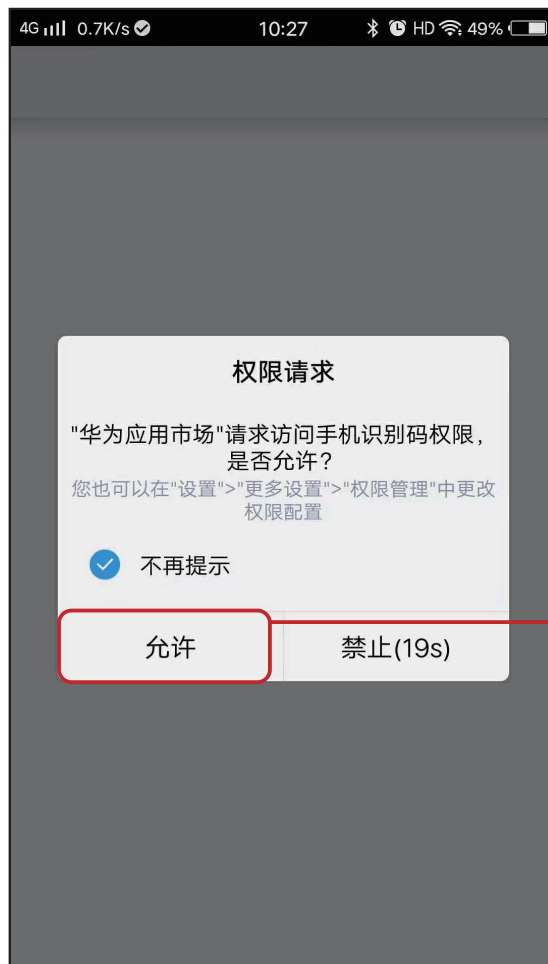 4G 0.7K/s 10:27 HD 49%
权限请求
"华为应用市场"请求访问手机识别码权限，
是否允许？
您也可以在"设置">"更多设置">"权限管理"中更改
权限配置
不再提示
允许 禁止(19s)